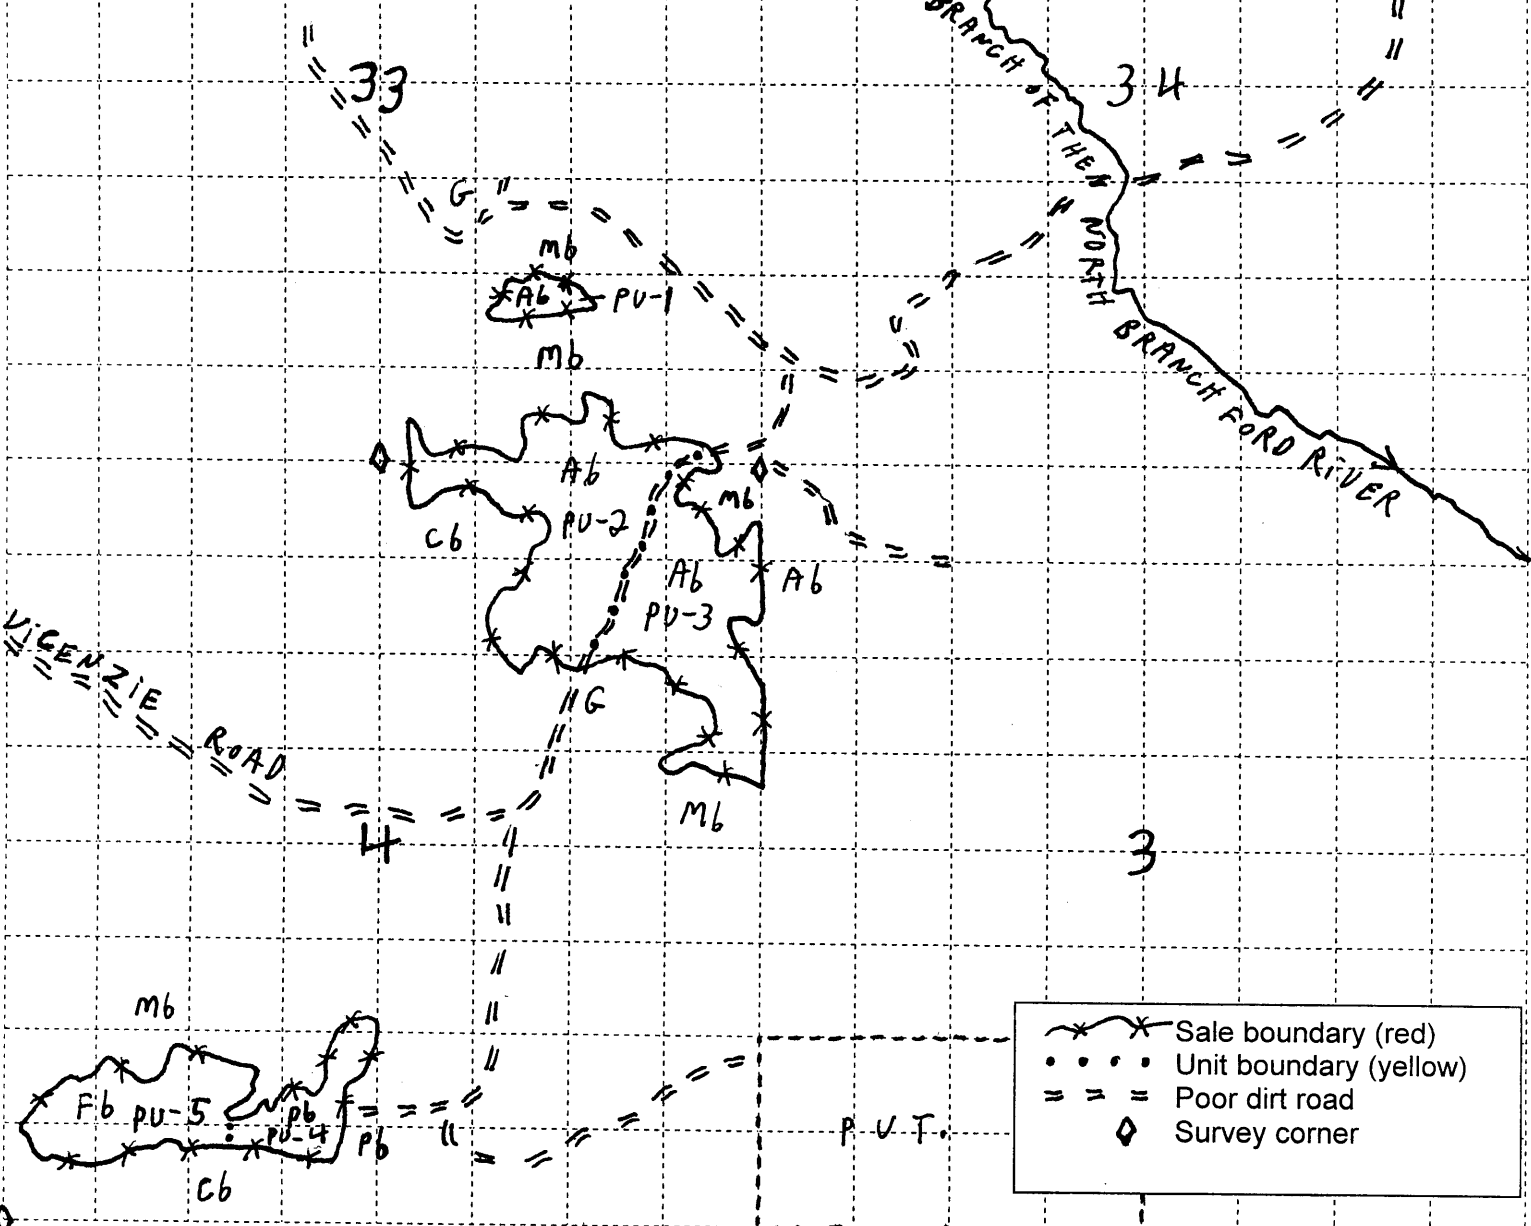 BRANCH OF THE NORTH BRANCH FORD RIVER
33
34
G
Mb
Ab
PU-1
Mb
Ab
PU-2
Mb
Cb
Ab
PU-3
Ab
ViGENZiE ROAD
G
Mb
4
3
Mb
Fb
PU-5
Pb
PU-4
Pb
Cb
PVT.
Sale boundary (red)
Unit boundary (yellow)
Poor dirt road
Survey corner